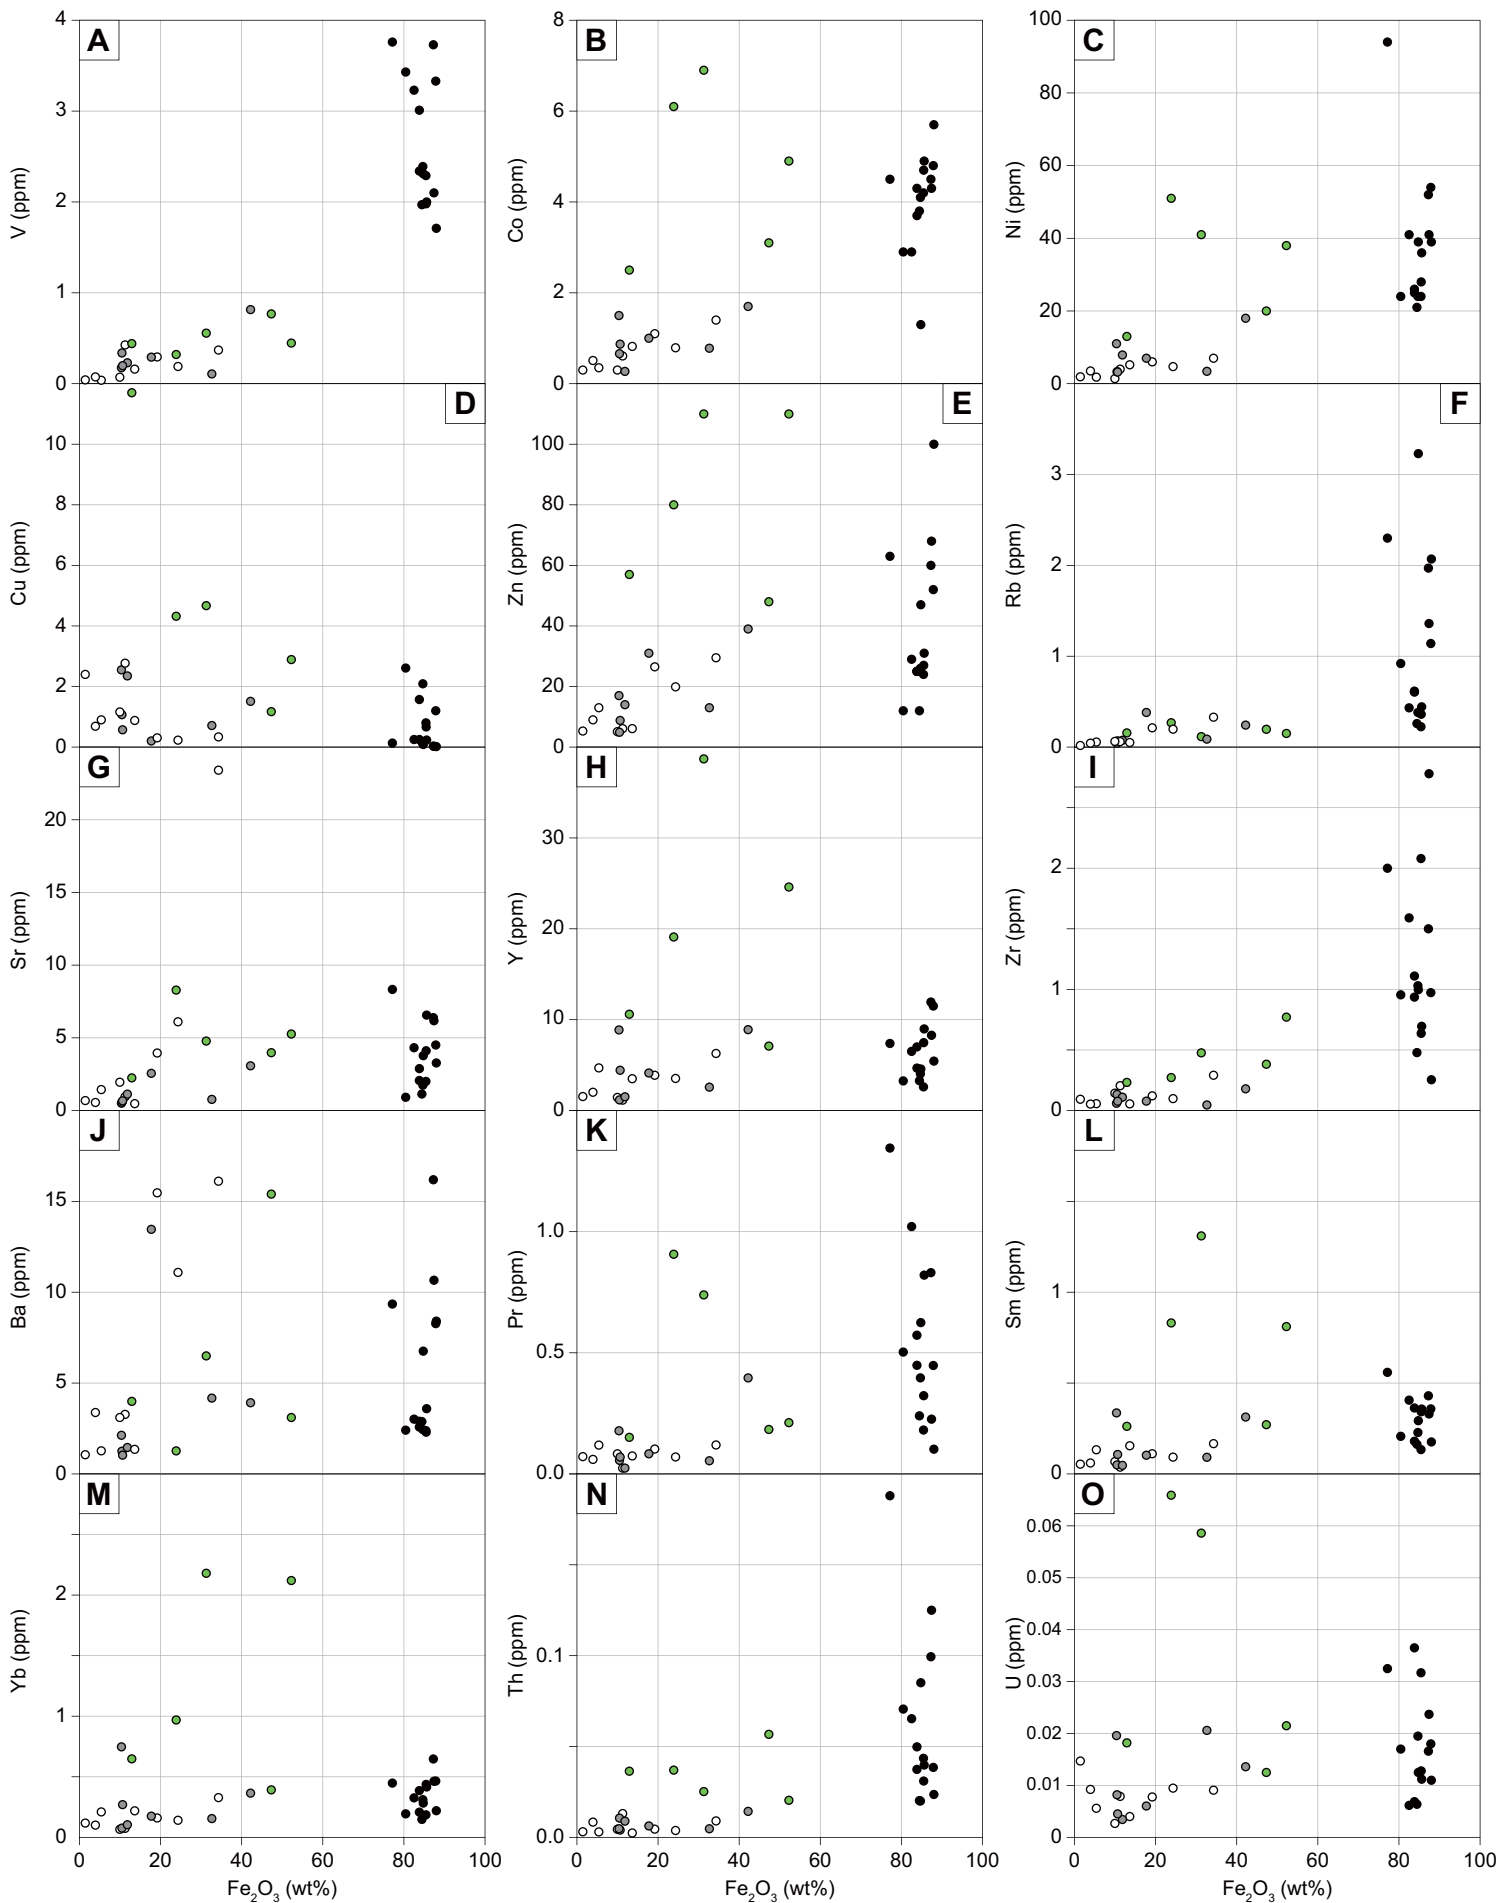 4 A 8 B 100 C
80
3 6
60
V (ppm) Co (ppm) Ni (ppm)
2 4
40
1 2
20
0 0 0
D E F
10 100
3
8 80
Cu (ppm) Zn (ppm) Rb (ppm)
6 60 2
4 40
1
2 20
0 0 0
G H I
20 30
2
15
Sr (ppm) Y (ppm) Zr (ppm)
20
10
1
10
5
0 0 0
J K L
15
1.0
Ba (ppm) Pr (ppm) Sm (ppm)
10 1
0.5
5
0 0.0 0
M N O
0.06
2 0.05
0.1 0.04
Yb (ppm) Th (ppm) U (ppm)
0.03
1
0.02
0.01
0 0.0 0
0 20 40 60 80 100 0 20 40 60 80 100 0 20 40 60 80 100
Fe₂O₃ (wt%) Fe₂O₃ (wt%) Fe₂O₃ (wt%)